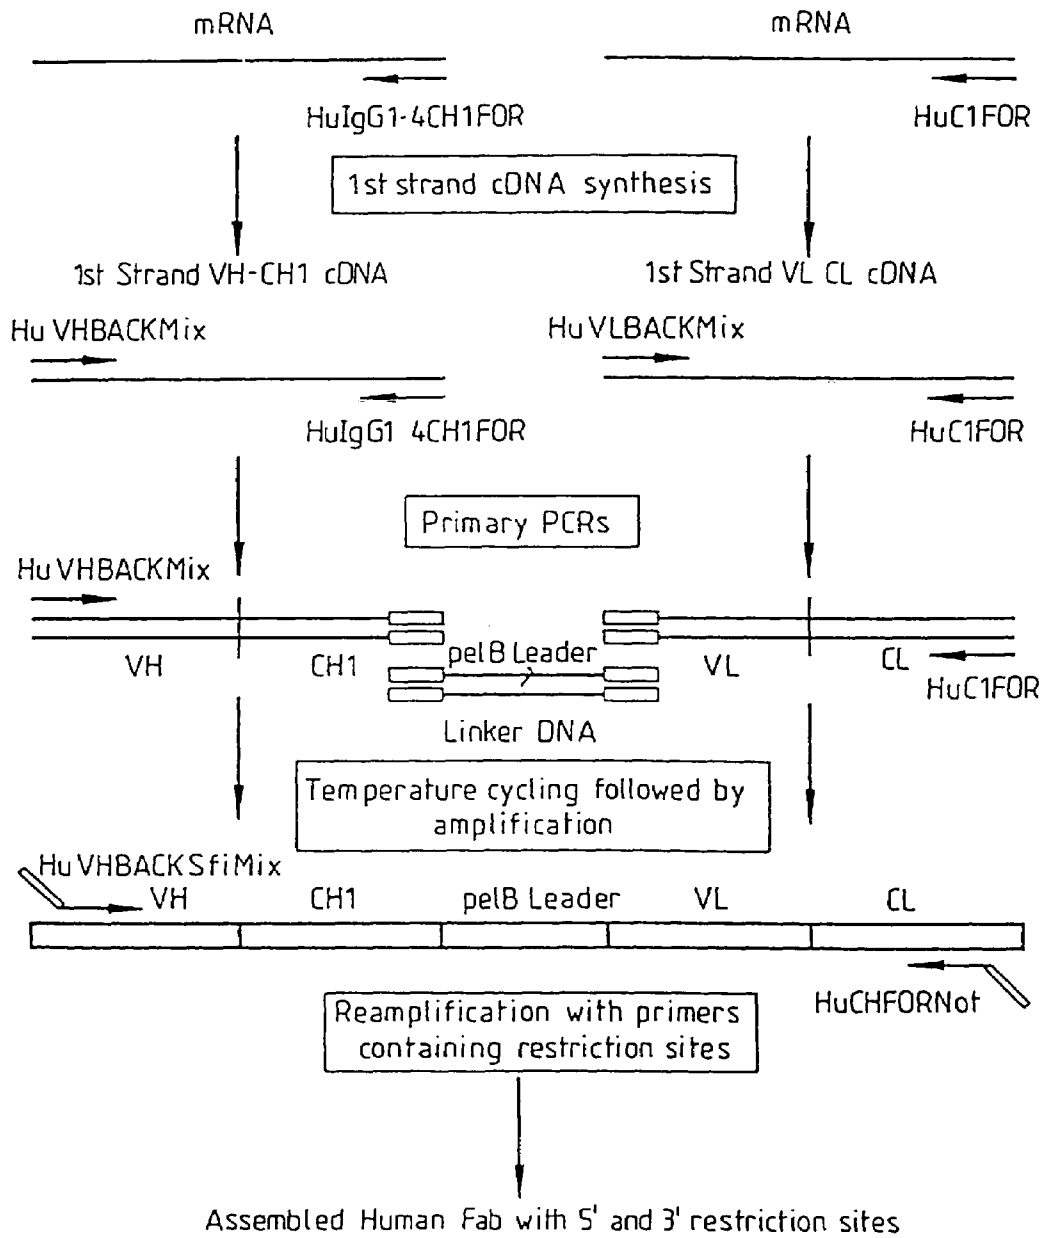 mRNA
mRNA
HuIgG1-4CH1FOR
HuC1FOR
1st strand cDNA synthesis
1st Strand VH-CH1 cDNA
1st Strand VL CL cDNA
Hu VHBACKMix
Hu VLBACKMix
HuIgG1 4CH1FOR
HuC1FOR
Primary PCRs
Hu VHBACKMix
VH
CH1
pelB Leader
VL
CL
HuC1FOR
Linker DNA
Temperature cycling followed by
amplification
Hu VHBACKSfiMix
VH
CH1
pelB Leader
VL
CL
HuCHFORNot
Reamplification with primers
containing restriction sites
Assembled Human Fab with 5' and 3' restriction sites